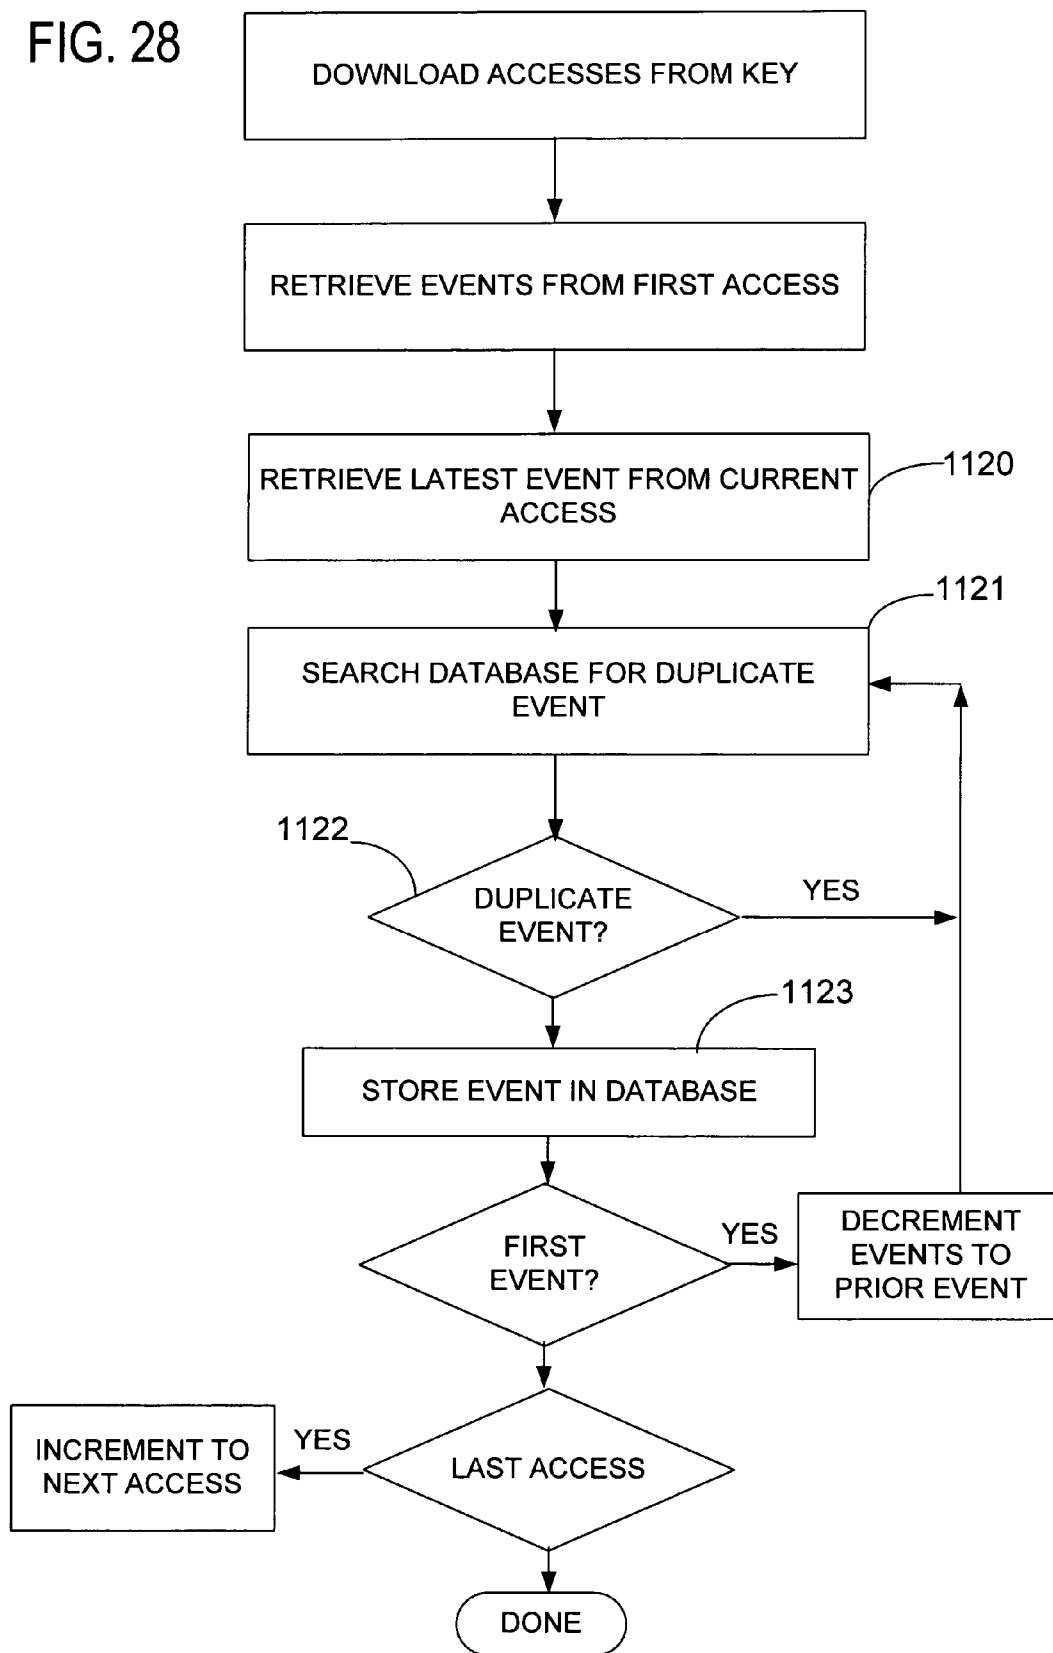 FIG. 28
DOWNLOAD ACCESSES FROM KEY
RETRIEVE EVENTS FROM FIRST ACCESS
RETRIEVE LATEST EVENT FROM CURRENT
ACCESS
1120
1121
SEARCH DATABASE FOR DUPLICATE
EVENT
1122
DUPLICATE
EVENT?
YES
1123
STORE EVENT IN DATABASE
FIRST
EVENT?
YES
DECREMENT
EVENTS TO
PRIOR EVENT
INCREMENT TO
NEXT ACCESS
YES
LAST ACCESS
DONE